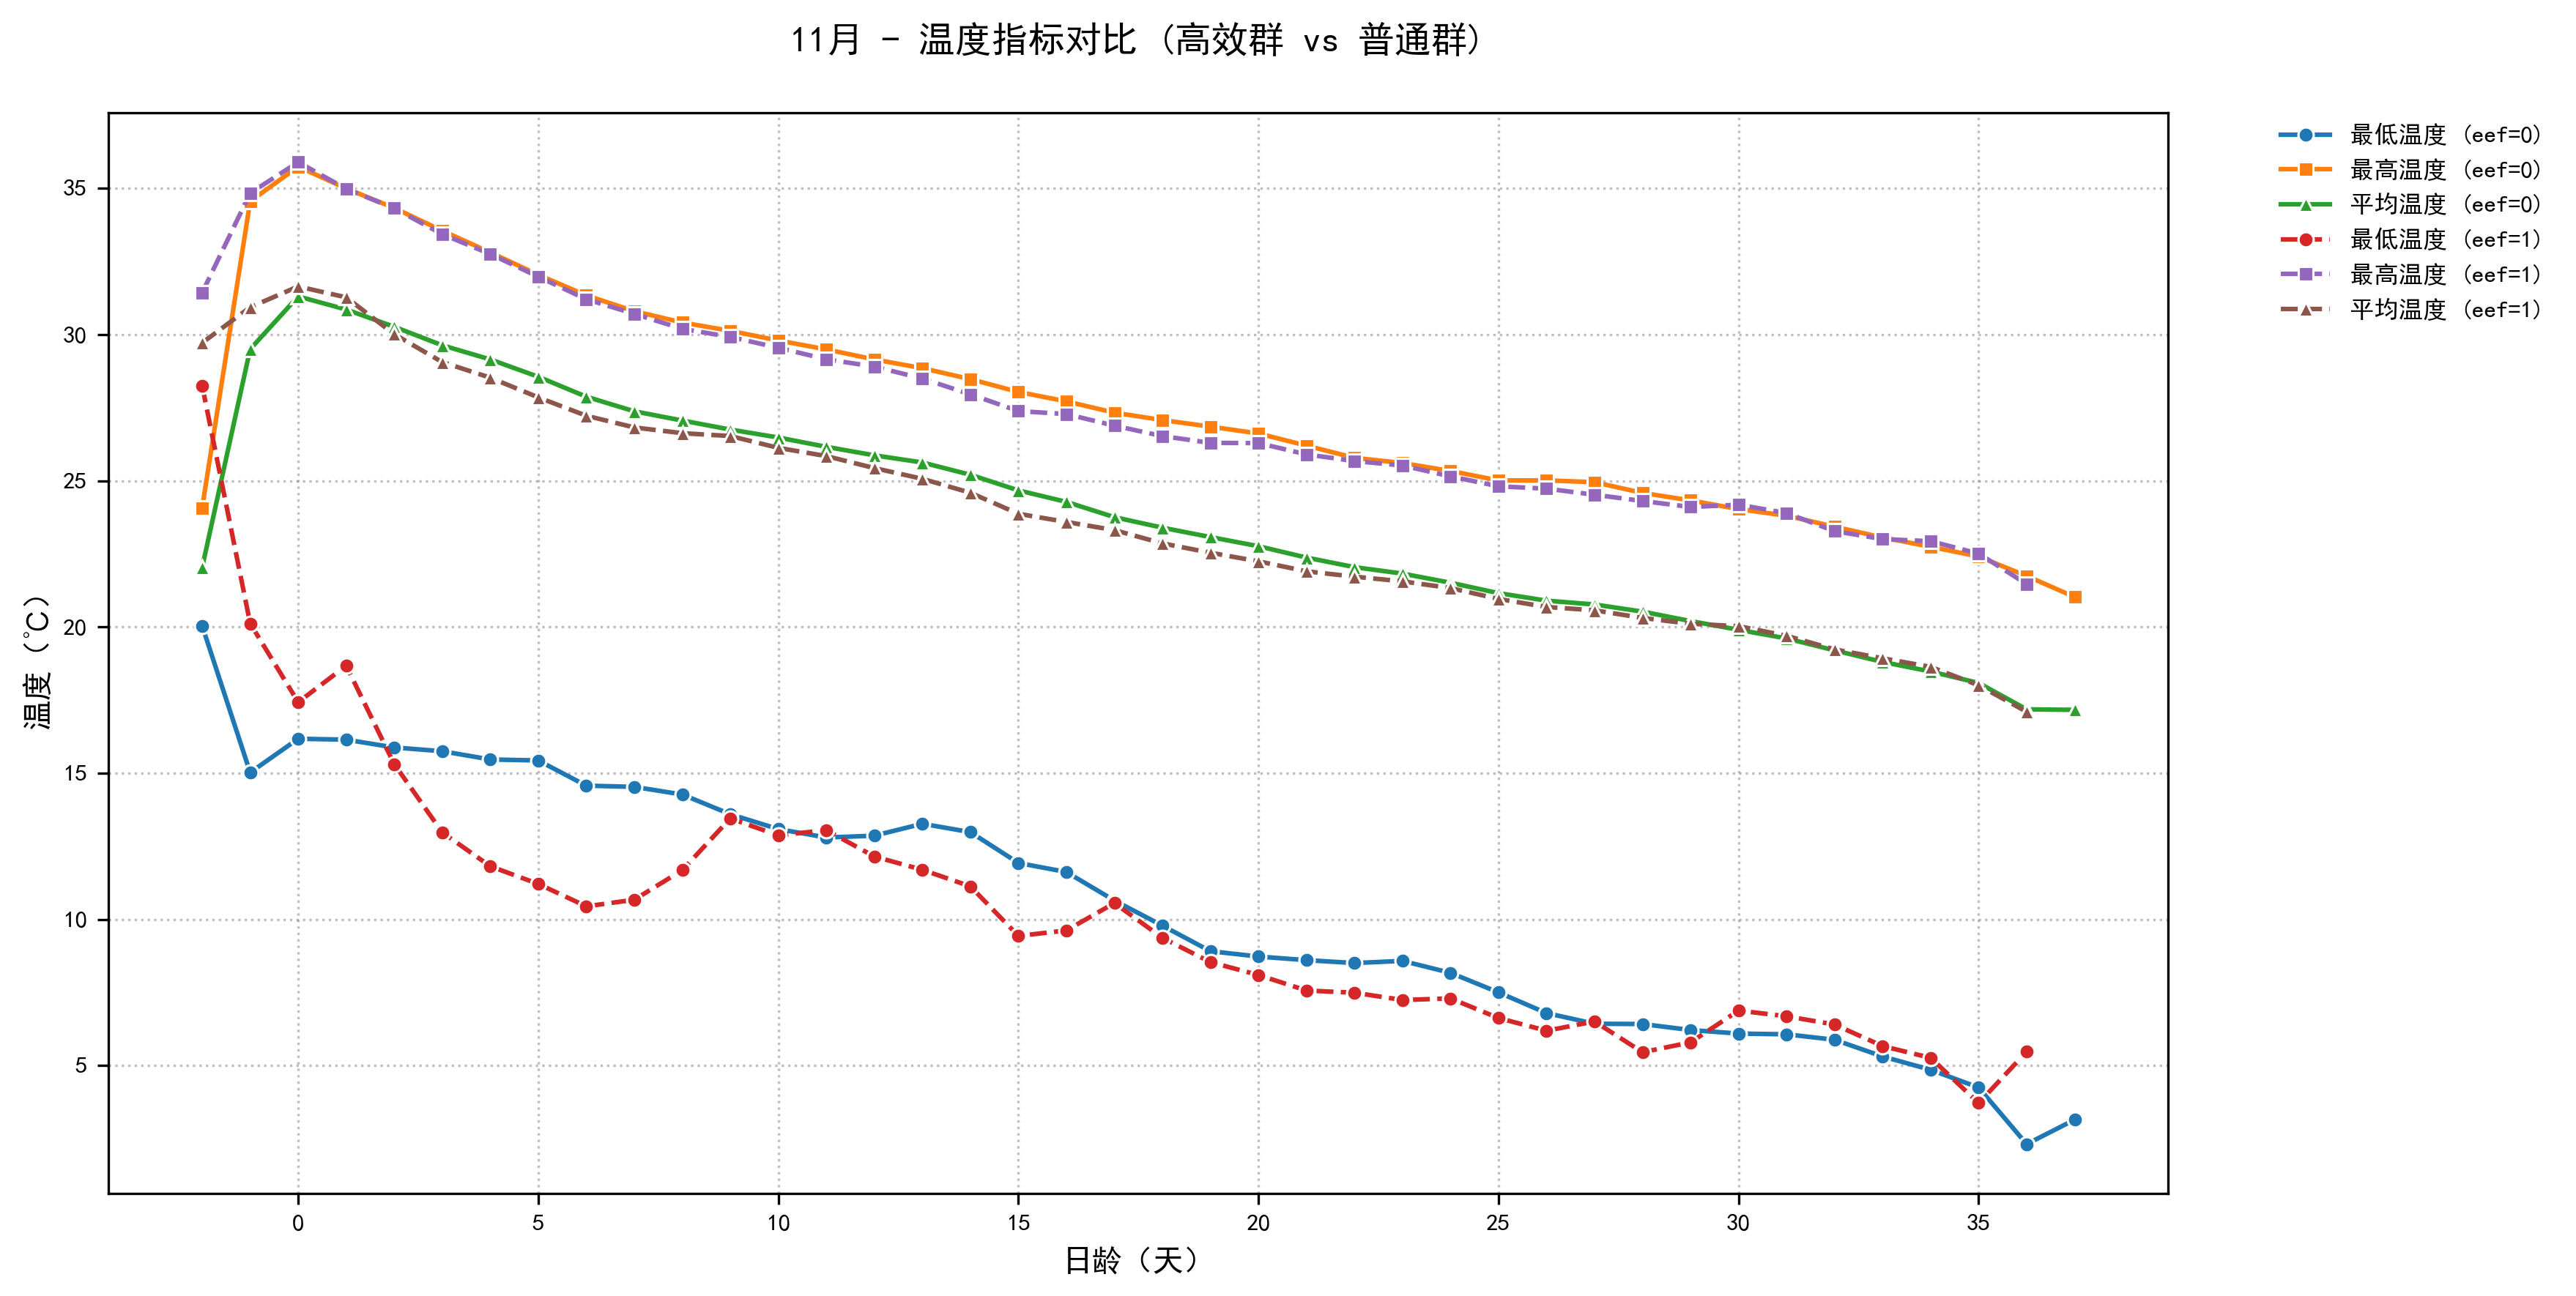 11月 - 温度指标对比 (高效群 vs 普通群)
最低温度 (eef=0)
最高温度 (eef=0)
平均温度 (eef=0)
最低温度 (eef=1)
最高温度 (eef=1)
平均温度 (eef=1)
温度 (℃)
35
30
25
20
15
10
5
0 5 10 15 20 25 30 35
日龄 (天)